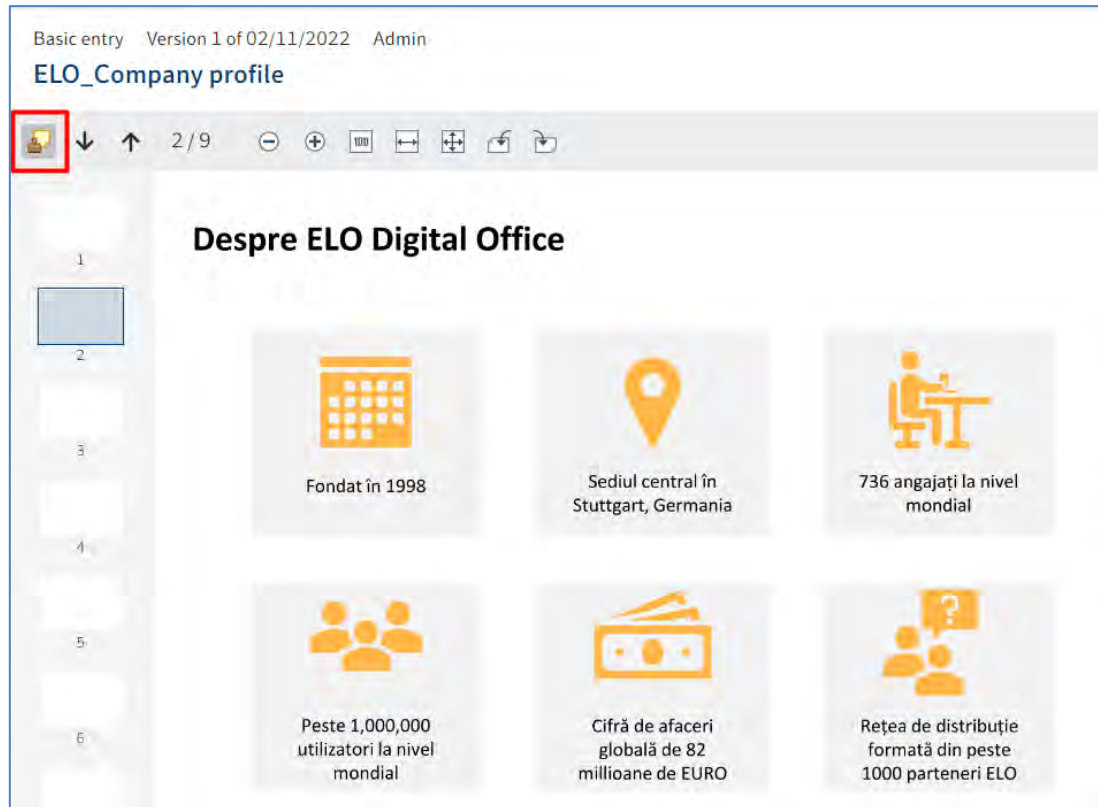 Basic entry Version 1 of 02/11/2022 Admin
ELO_Company profile
2 / 9
100
1
2
3
4
5
6
Despre ELO Digital Office
Fondat în 1998
Sediul central în
Stuttgart, Germania
736 angajați la nivel
mondial
?
Peste 1,000,000
utilizatori la nivel
mondial
Cifră de afaceri
globală de 82
millioane de EURO
Rețea de distribuție
formată din peste
1000 parteneri ELO